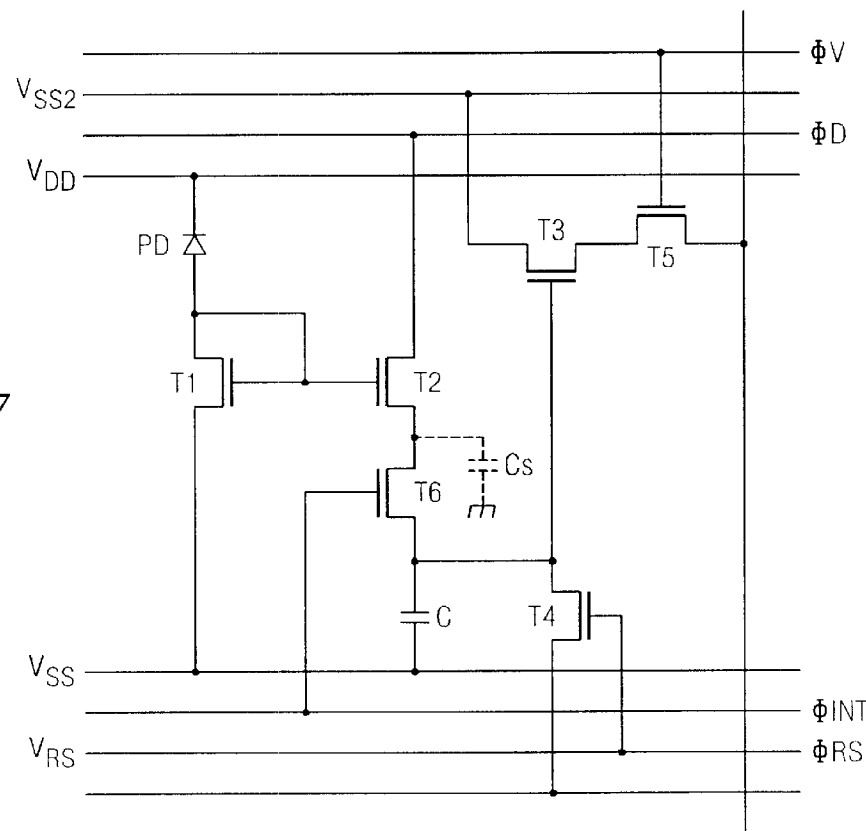 ΦV
VSS2
ΦD
VDD
PD
T3
T5
T1
T2
7
Cs
T6
C
T4
VSS
ΦINT
VRS
ΦRS